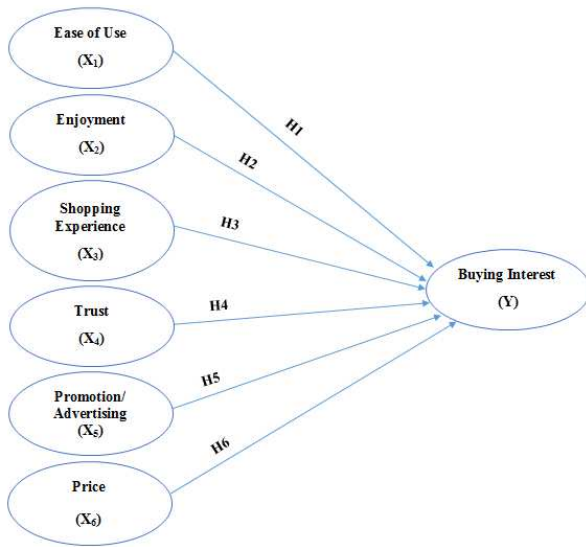 Ease of Use
(X₁)
H1
Enjoyment
(X₂)
H2
Shopping
Experience
(X₃)
H3
Buying Interest
(Y)
Trust
(X₄)
H4
Promotion/
Advertising
(X₅)
H5
Price
(X₆)
H6